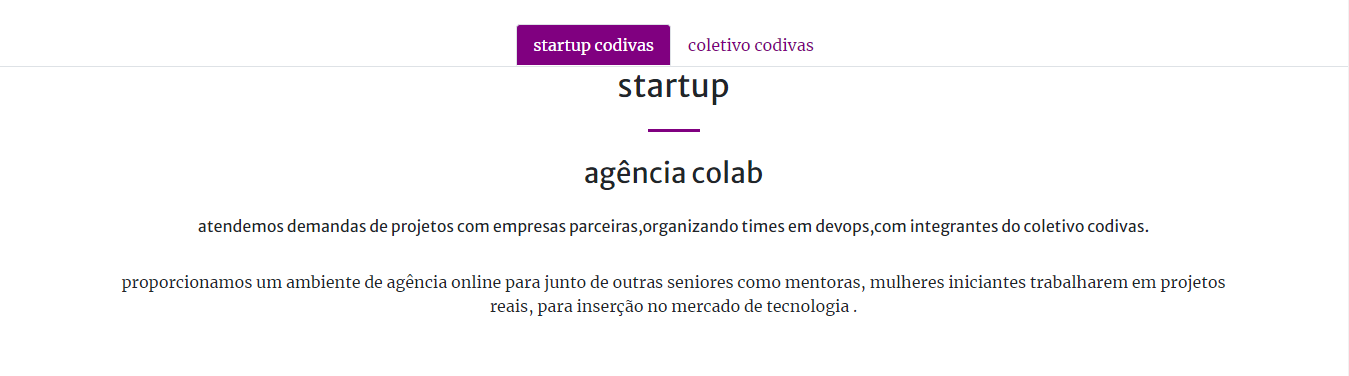 startup codivas coletivo codivas
startup
agência colab
atendemos demandas de projetos com empresas parceiras,organizando times em devops,com integrantes do coletivo codivas.
proporcionamos um ambiente de agência online para junto de outras seniores como mentoras, mulheres iniciantes trabalharem em projetos
reais, para inserção no mercado de tecnologia .